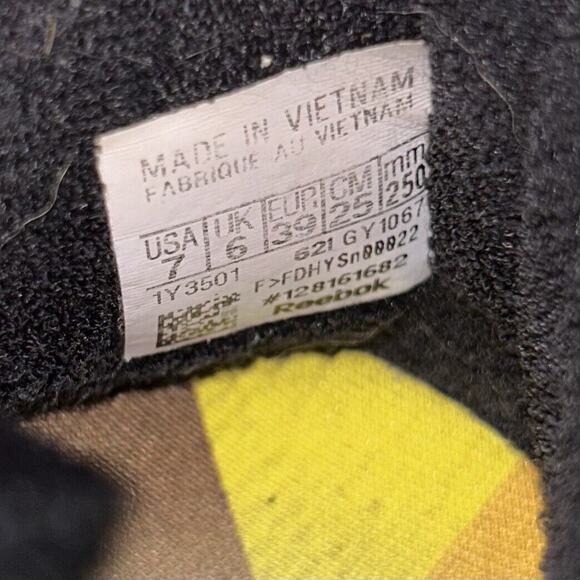 MADE IN VIETNAM
FABRIQUE AU VIETNAM
USA UK EUR CM mm
7 6 39 25 250
1Y3501 621 GY1067
F>FDHYSn00022
#128161682
Reebok